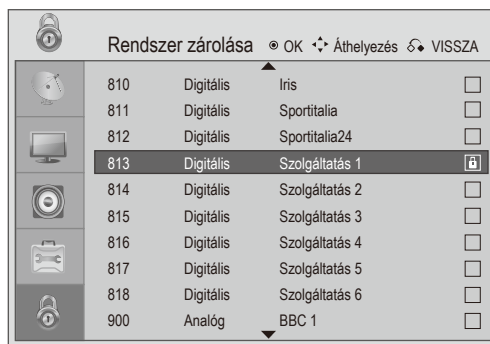 Rendszer zárolása OK Áthelyezés VISSZA
810 Digitális Iris
811 Digitális Sportitalia
812 Digitális Sportitalia24
813 Digitális Szolgáltatás 1
814 Digitális Szolgáltatás 2
815 Digitális Szolgáltatás 3
816 Digitális Szolgáltatás 4
817 Digitális Szolgáltatás 5
818 Digitális Szolgáltatás 6
900 Analóg BBC 1